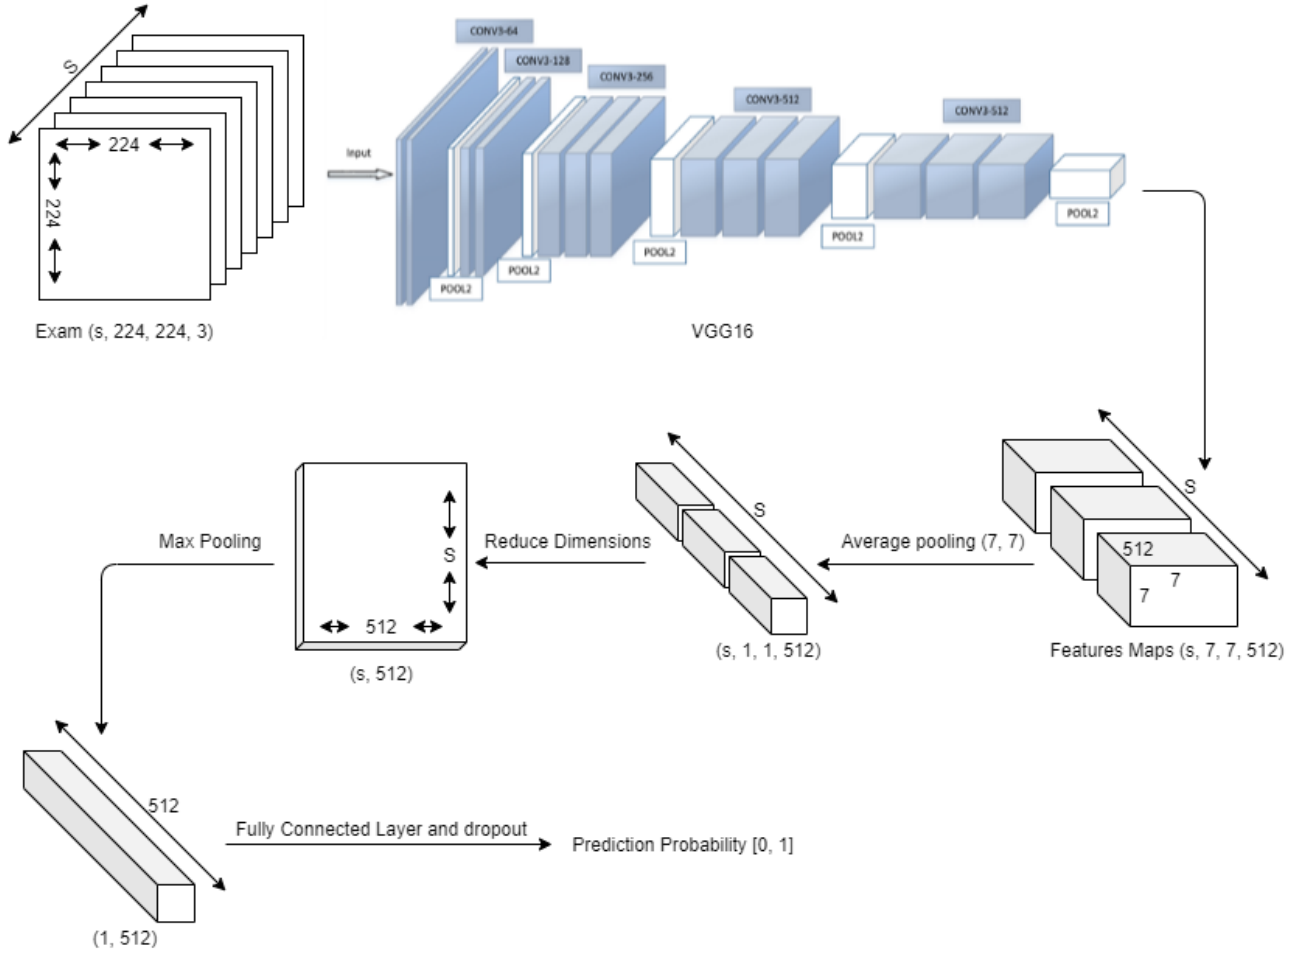 S
224
224
Exam (s, 224, 224, 3)
Input
CONV3-64
CONV3-128
CONV3-256
CONV3-512
CONV3-512
POOL2
POOL2
POOL2
POOL2
POOL2
VGG16
S
512
7
7
Features Maps (s, 7, 7, 512)
Average pooling (7, 7)
S
(s, 1, 1, 512)
Reduce Dimensions
S
512
(s, 512)
Max Pooling
512
(1, 512)
Fully Connected Layer and dropout
Prediction Probability [0, 1]